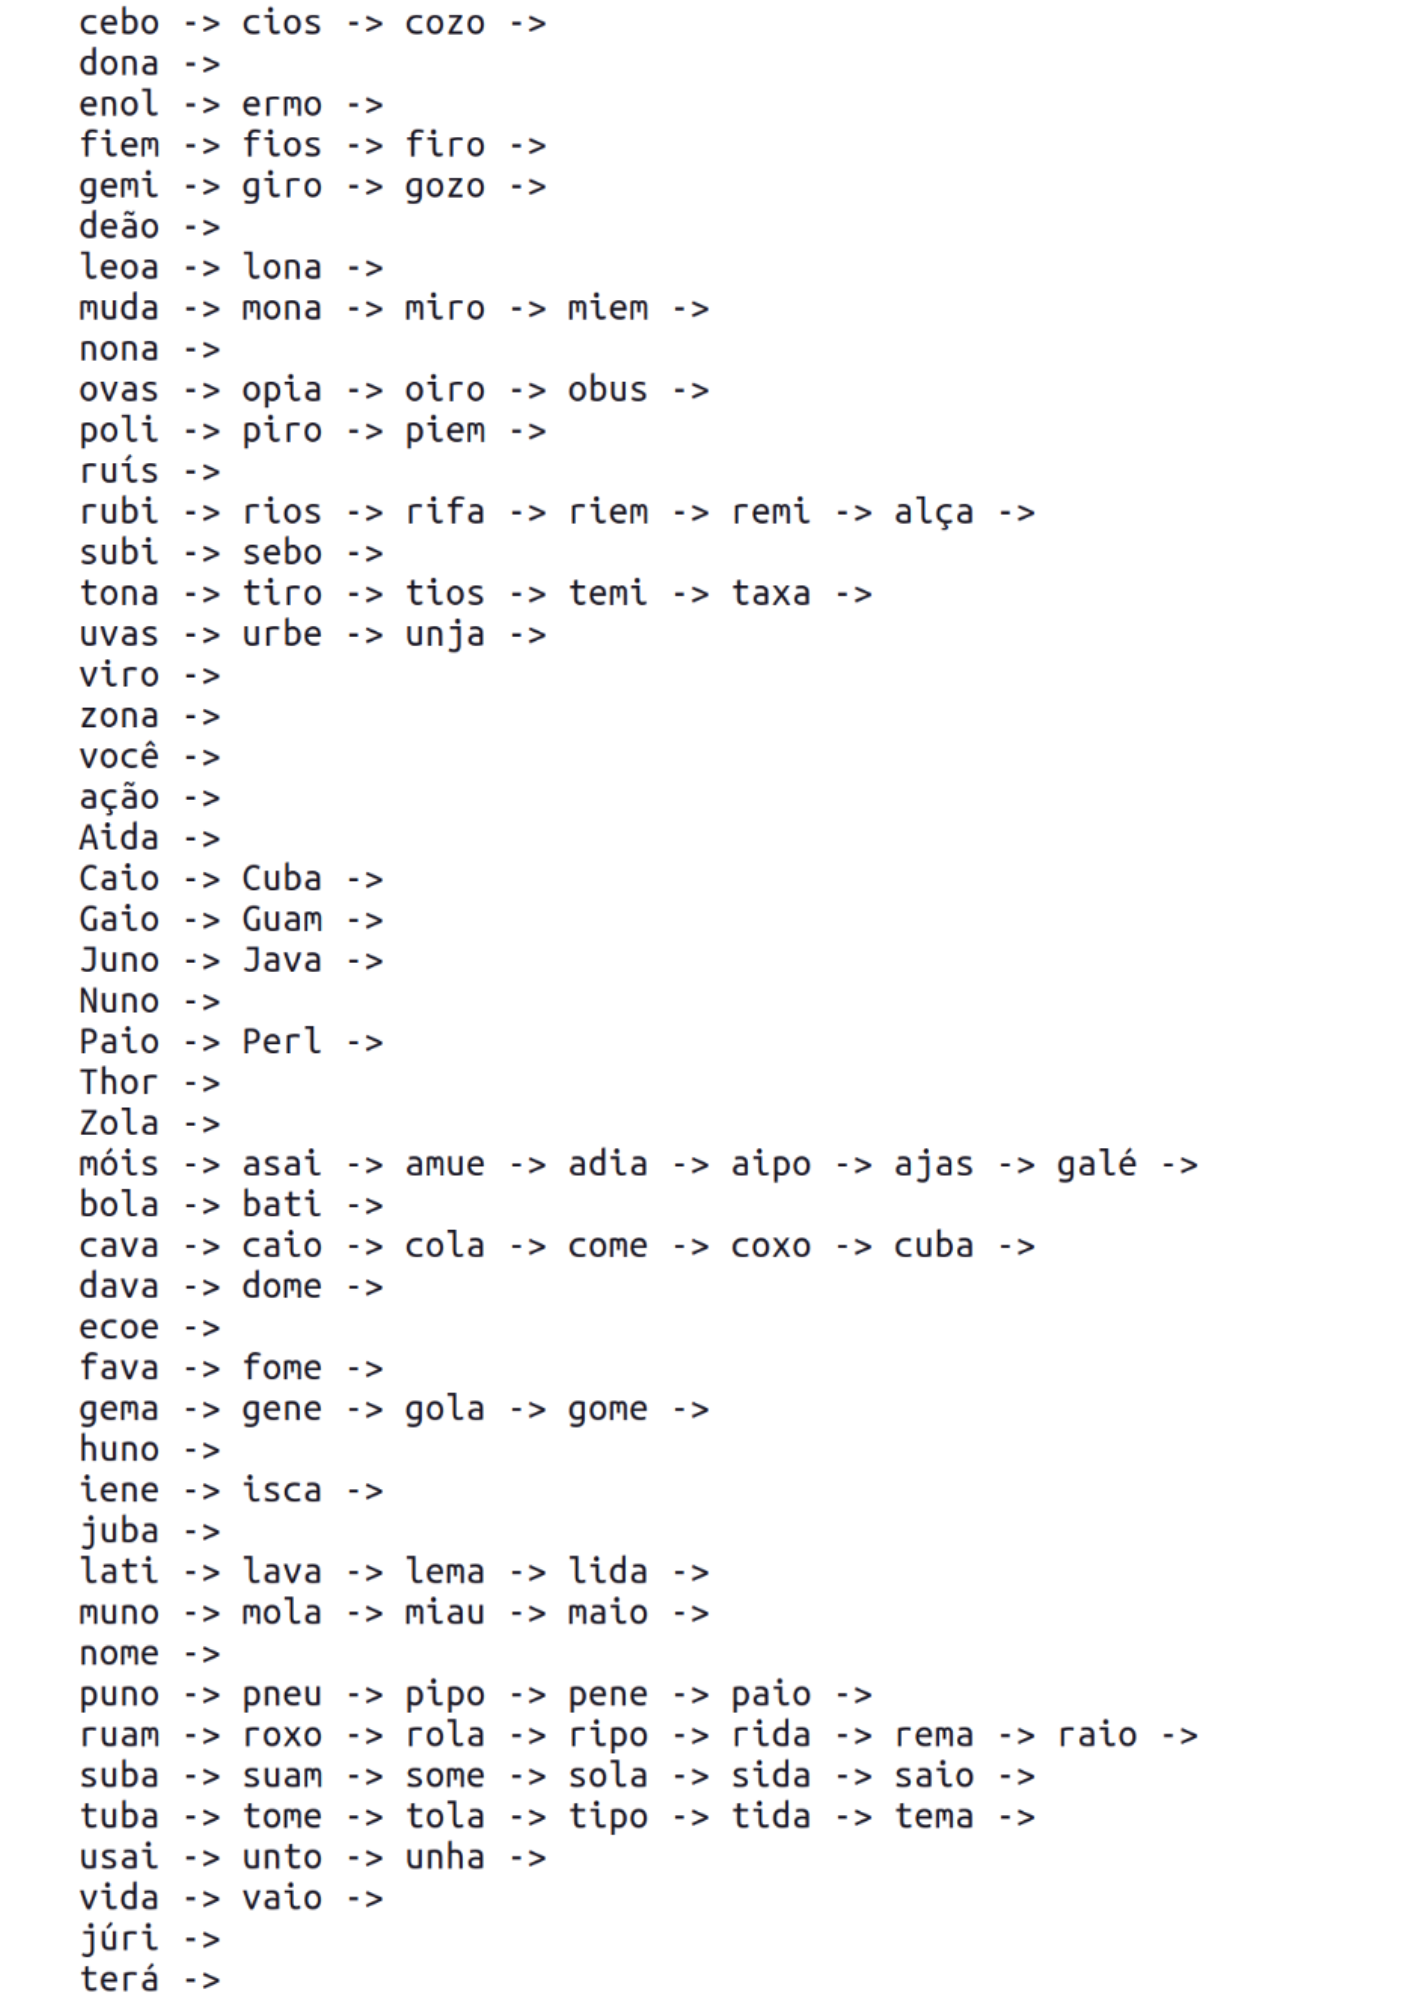 cebo -> cios -> cozo ->
dona ->
enol -> ermo ->
fiem -> fios -> firo ->
gemi -> giro -> gozo ->
deão ->
leoa -> lona ->
muda -> mona -> miro -> miem ->
nona ->
ovas -> opia -> oiro -> obus ->
poli -> piro -> piem ->
ruís ->
rubi -> rios -> rifa -> riem -> remi -> alça ->
subi -> sebo ->
tona -> tiro -> tios -> temi -> taxa ->
uvas -> urbe -> unja ->
viro ->
zona ->
você ->
ação ->
Aida ->
Caio -> Cuba ->
Gaio -> Guam ->
Juno -> Java ->
Nuno ->
Paio -> Perl ->
Thor ->
Zola ->
móis -> asai -> amue -> adia -> aipo -> ajas -> galé ->
bola -> bati ->
cava -> caio -> cola -> come -> coxo -> cuba ->
dava -> dome ->
ecoe ->
fava -> fome ->
gema -> gene -> gola -> gome ->
huno ->
iene -> isca ->
juba ->
lati -> lava -> lema -> lida ->
muno -> mola -> miau -> maio ->
nome ->
puno -> pneu -> pipo -> pene -> paio ->
ruam -> roxo -> rola -> ripo -> rida -> rema -> raio ->
suba -> suam -> some -> sola -> sida -> saio ->
tuba -> tome -> tola -> tipo -> tida -> tema ->
usai -> unto -> unha ->
vida -> vaio ->
júri ->
terá ->